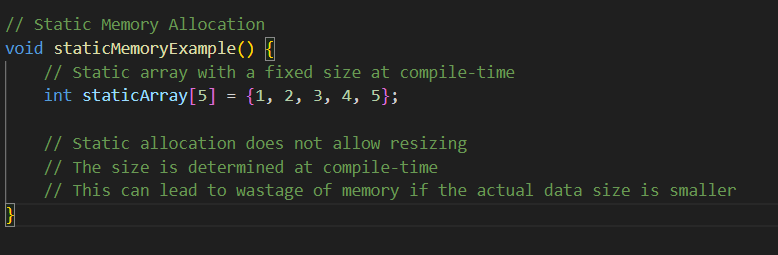 // Static Memory Allocation
void staticMemoryExample() {
    // Static array with a fixed size at compile-time
    int staticArray[5] = {1, 2, 3, 4, 5};

    // Static allocation does not allow resizing
    // The size is determined at compile-time
    // This can lead to wastage of memory if the actual data size is smaller
}